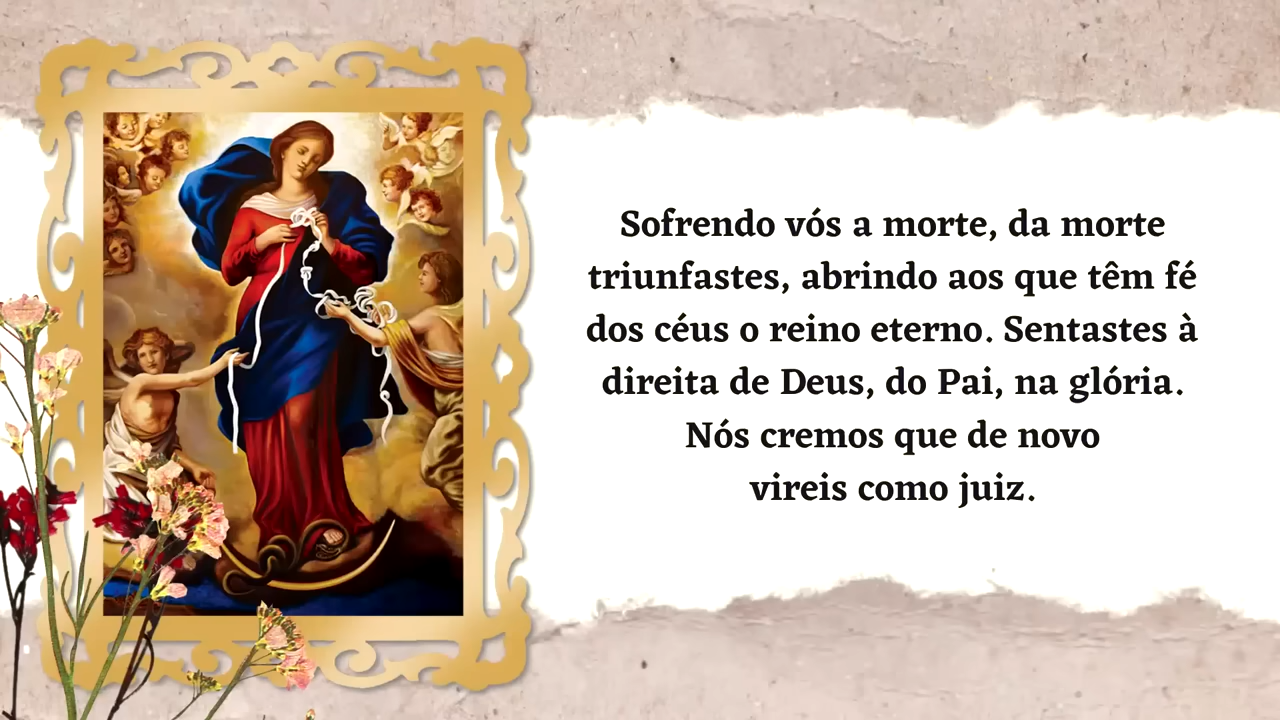 Sofrendo vós a morte, da morte
triunfastes, abrindo aos que têm fé
dos céus o reino eterno. Sentastes à
direita de Deus, do Pai, na glória.
Nós cremos que de novo
vireis como juiz.